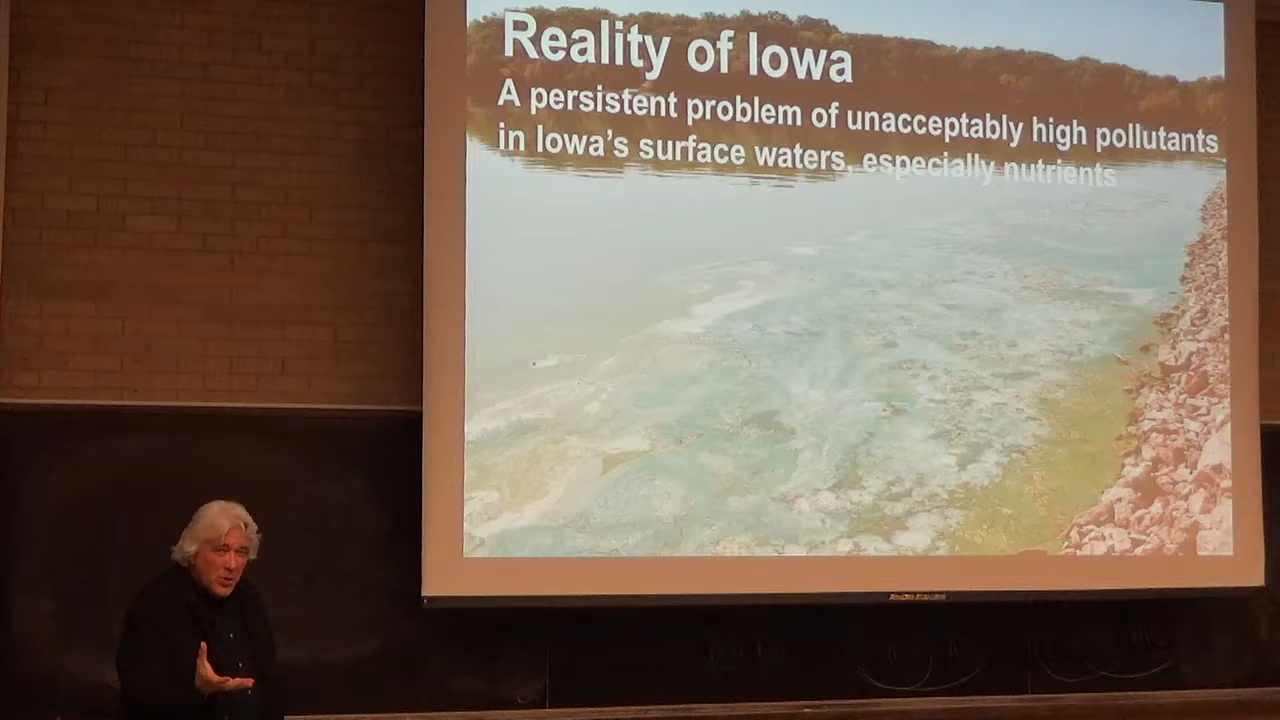 Reality of Iowa
A persistent problem of unacceptably high pollutants
in Iowa's surface waters, especially nutrients